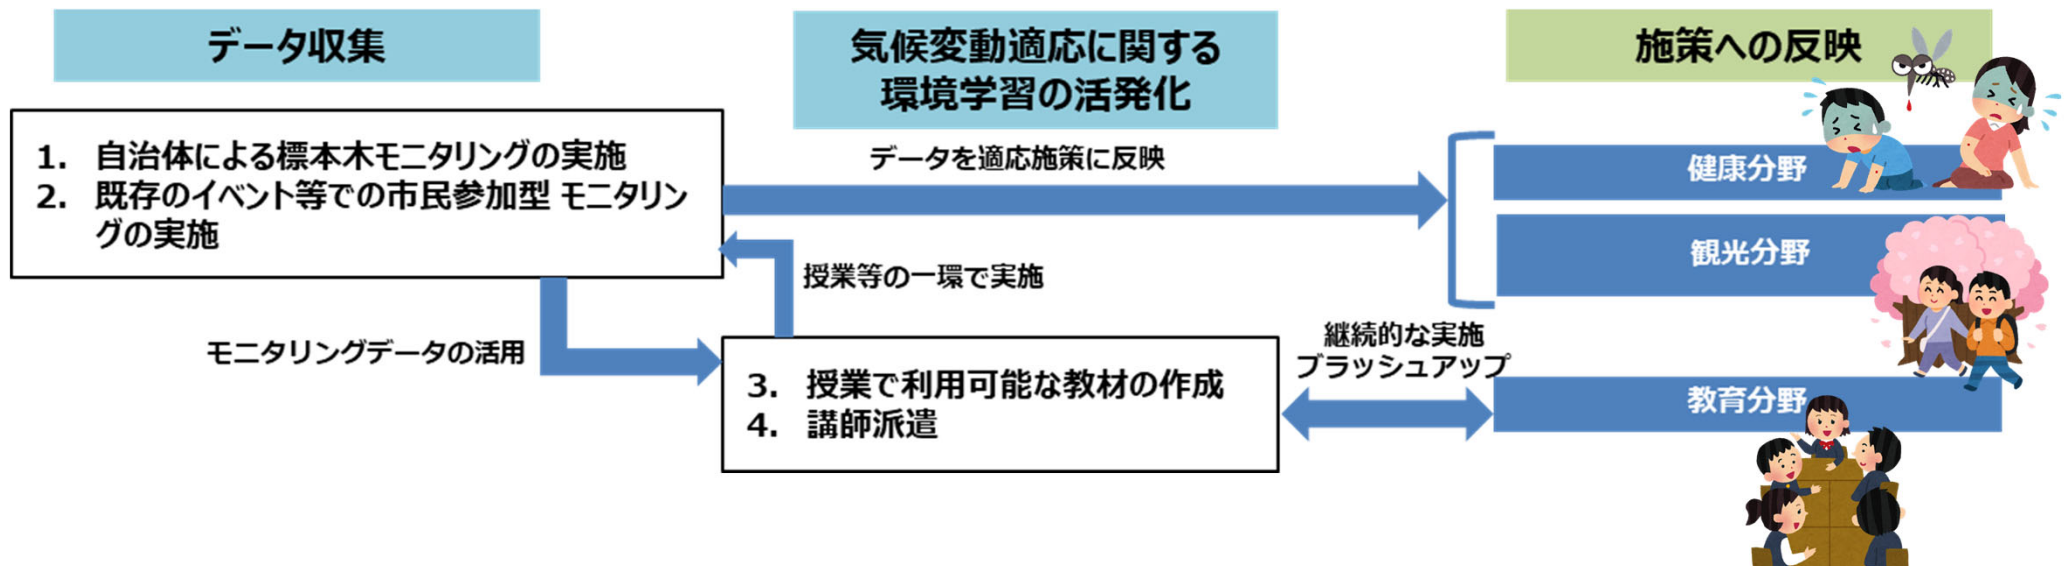 データ収集
気候変動適応に関する
環境学習の活発化
施策への反映
1. 自治体による標本木モニタリングの実施
2. 既存のイベント等での市民参加型 モニタリン
グの実施
データを適応施策に反映
健康分野
観光分野
授業等の一環で実施
モニタリングデータの活用
3. 授業で利用可能な教材の作成
4. 講師派遣
継続的な実施
ブラッシュアップ
教育分野